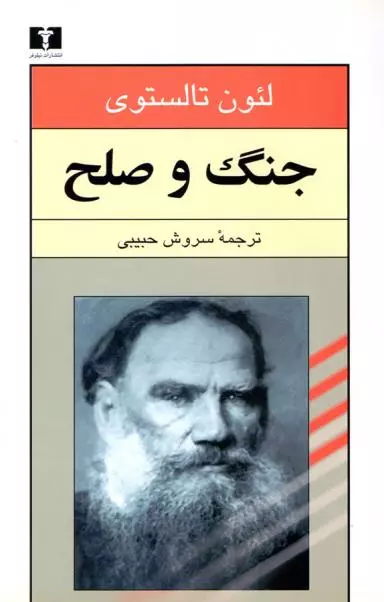 انتشارات نیلوفر
لئون تالستوی
جنگ و صلح
ترجمهٔ سروش حبیبی